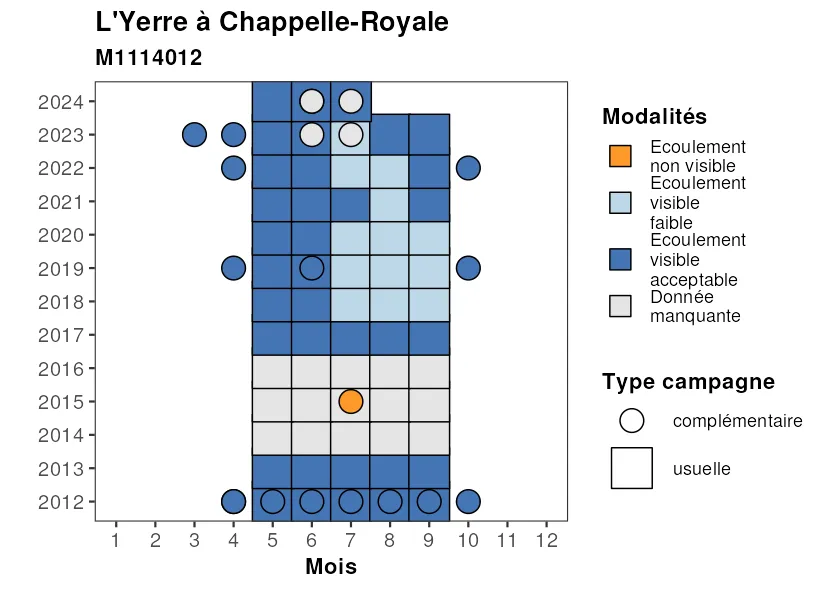 L'Yerre à Chappelle-Royale
M1114012
2024
2023
2022
2021
2020
2019
2018
2017
2016
2015
2014
2013
2012
1 2 3 4 5 6 7 8 9 10 11 12
Mois
Modalités
Ecoulement
non visible
Ecoulement
visible
faible
Ecoulement
visible
acceptable
Donnée
manquante
Type campagne
complémentaire
usuelle